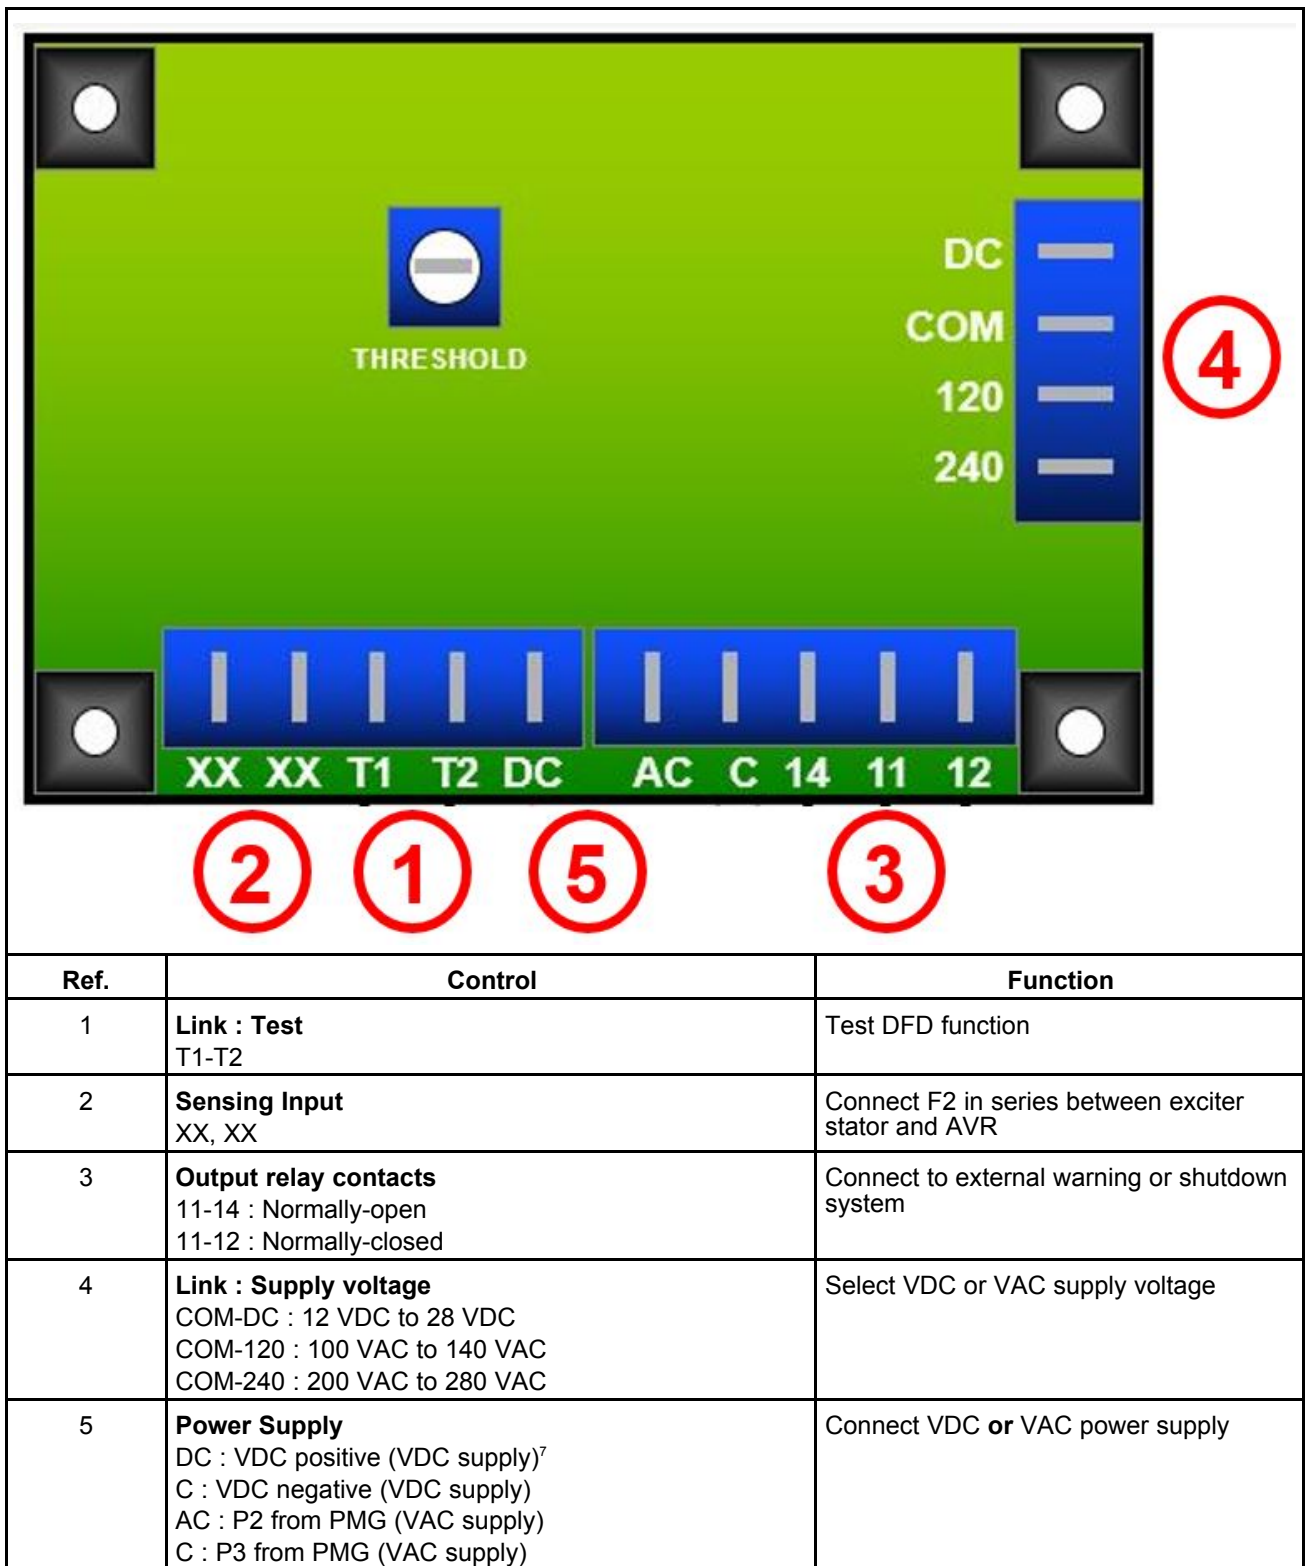 DC
COM
120
240
THRESHOLD
XX XX T1 T2 DC AC C 14 11 12
4
2 1 5 3
Ref. Control Function
1 Link : Test Test DFD function
T1-T2
2 Sensing Input Connect F2 in series between exciter
XX, XX stator and AVR
3 Output relay contacts Connect to external warning or shutdown
11-14 : Normally-open system
11-12 : Normally-closed
4 Link : Supply voltage Select VDC or VAC supply voltage
COM-DC : 12 VDC to 28 VDC
COM-120 : 100 VAC to 140 VAC
COM-240 : 200 VAC to 280 VAC
5 Power Supply Connect VDC or VAC power supply
DC : VDC positive (VDC supply)⁷
C : VDC negative (VDC supply)
AC : P2 from PMG (VAC supply)
C : P3 from PMG (VAC supply)